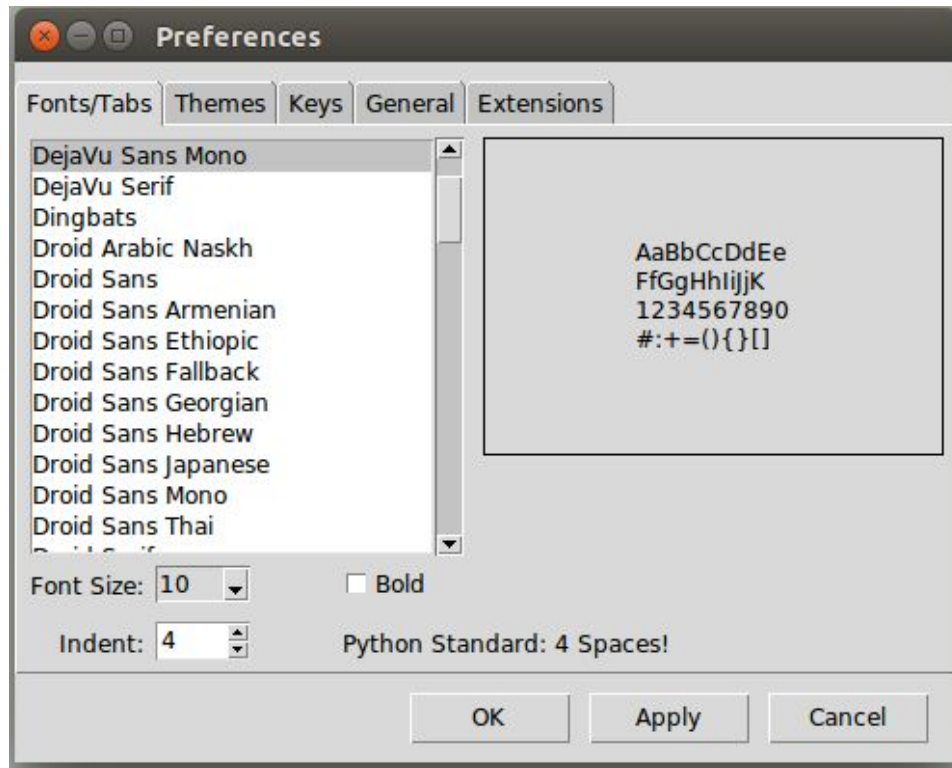 Preferences
Fonts/Tabs Themes Keys General Extensions
DejaVu Sans Mono
DejaVu Serif
Dingbats
Droid Arabic Naskh
Droid Sans
Droid Sans Armenian
Droid Sans Ethiopic
Droid Sans Fallback
Droid Sans Georgian
Droid Sans Hebrew
Droid Sans Japanese
Droid Sans Mono
Droid Sans Thai
AaBbCcDdEe
FfGgHhIiJjK
1234567890
#:+=(){}[]
Font Size: 10 Bold
Indent: 4 Python Standard: 4 Spaces!
OK Apply Cancel